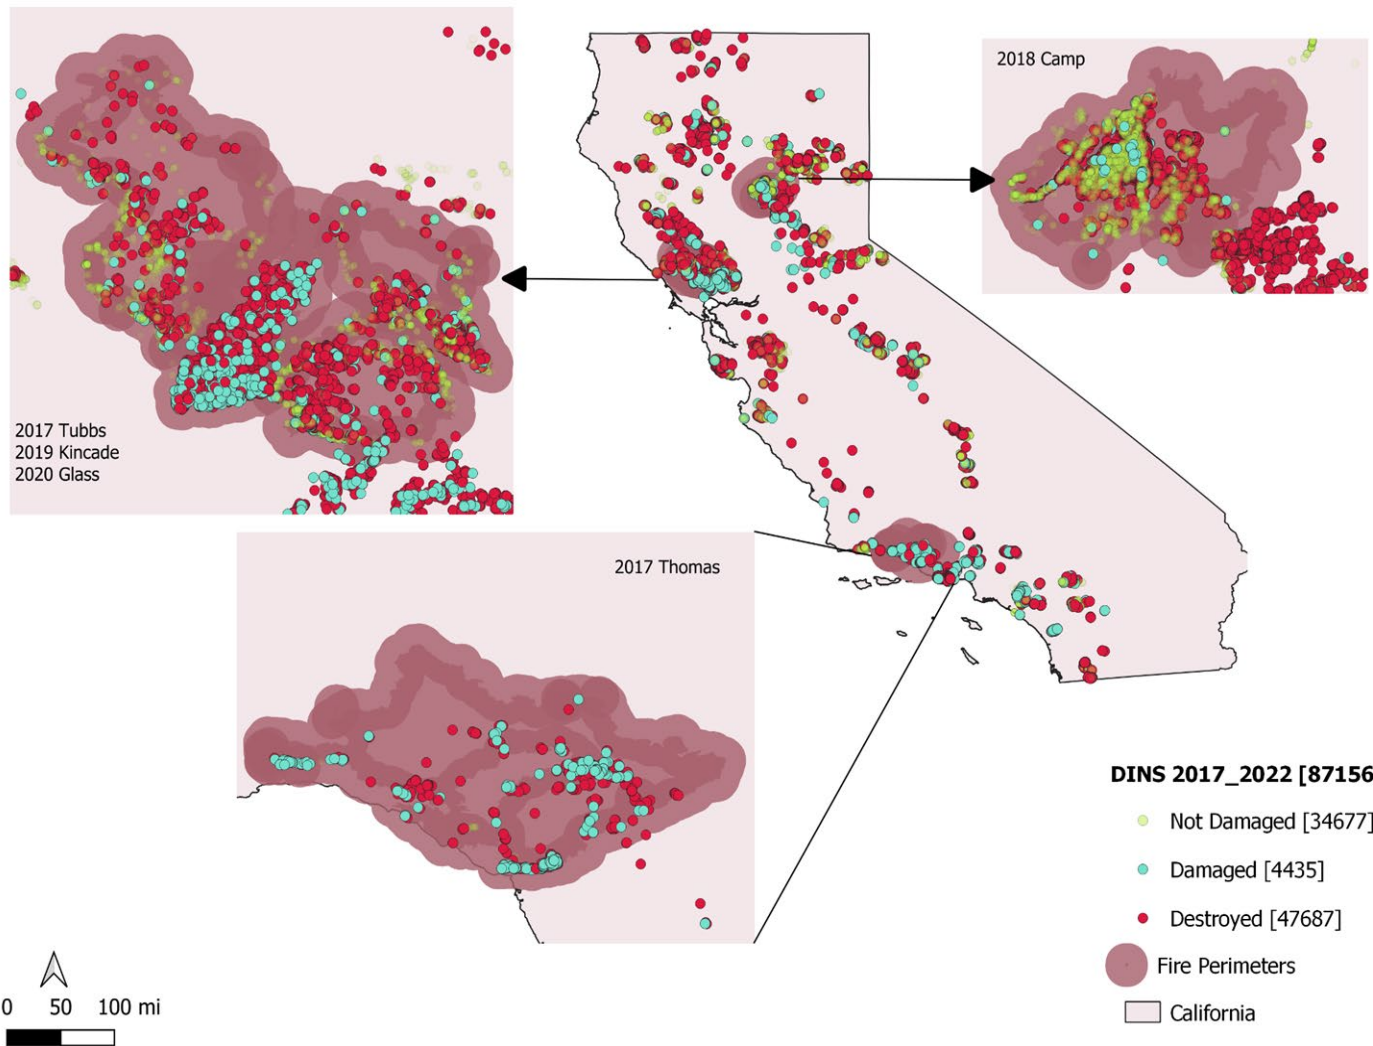 2018 Camp
2017 Tubbs
2019 Kincade
2020 Glass
2017 Thomas
DINS 2017_2022 [87156
Not Damaged [34677]
Damaged [4435]
Destroyed [47687]
Fire Perimeters
California
0 50 100 mi